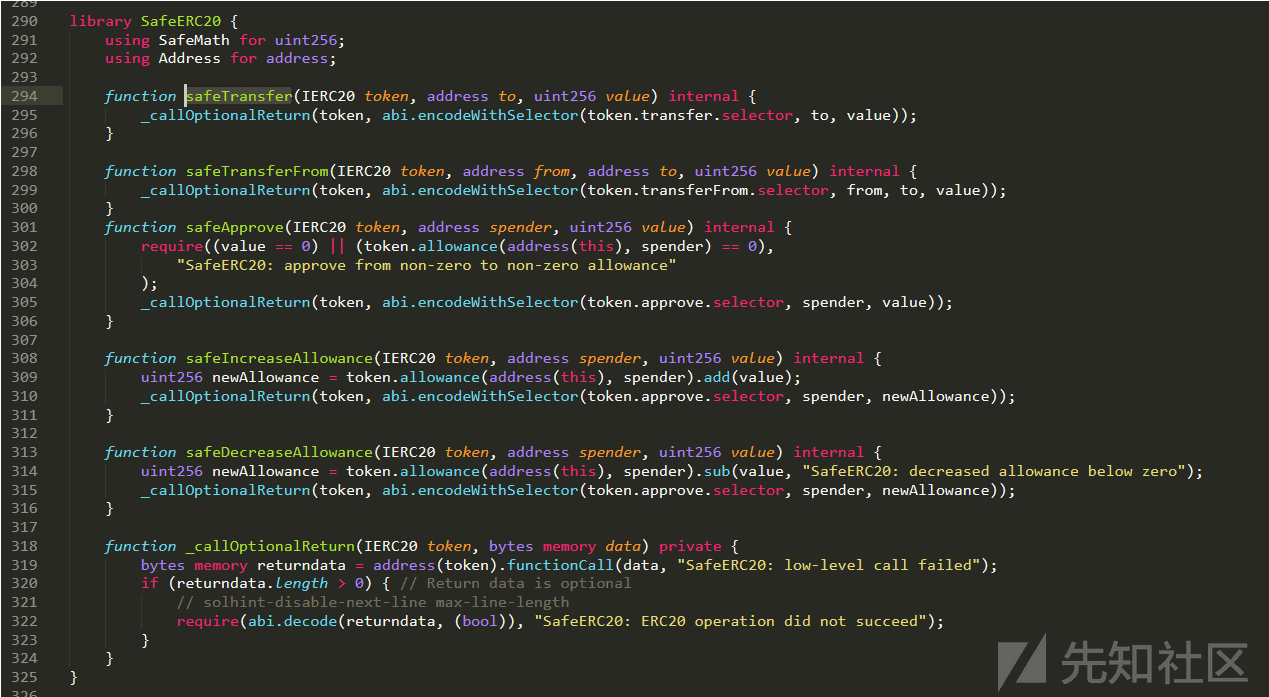 289
290 library SafeERC20 {
291 using SafeMath for uint256;
292 using Address for address;
293
294 function safeTransfer(IERC20 token, address to, uint256 value) internal {
295 _callOptionalReturn(token, abi.encodeWithSelector(token.transfer.selector, to, value));
296 }
297
298 function safeTransferFrom(IERC20 token, address from, address to, uint256 value) internal {
299 _callOptionalReturn(token, abi.encodeWithSelector(token.transferFrom.selector, from, to, value));
300 }
301 function safeApprove(IERC20 token, address spender, uint256 value) internal {
302 require((value == 0) || (token.allowance(address(this), spender) == 0),
303 "SafeERC20: approve from non-zero to non-zero allowance"
304 );
305 _callOptionalReturn(token, abi.encodeWithSelector(token.approve.selector, spender, value));
306 }
307
308 function safeIncreaseAllowance(IERC20 token, address spender, uint256 value) internal {
309 uint256 newAllowance = token.allowance(address(this), spender).add(value);
310 _callOptionalReturn(token, abi.encodeWithSelector(token.approve.selector, spender, newAllowance));
311 }
312
313 function safeDecreaseAllowance(IERC20 token, address spender, uint256 value) internal {
314 uint256 newAllowance = token.allowance(address(this), spender).sub(value, "SafeERC20: decreased allowance below zero");
315 _callOptionalReturn(token, abi.encodeWithSelector(token.approve.selector, spender, newAllowance));
316 }
317
318 function _callOptionalReturn(IERC20 token, bytes memory data) private {
319 bytes memory returndata = address(token).functionCall(data, "SafeERC20: low-level call failed");
320 if (returndata.length > 0) { // Return data is optional
321 // solhint-disable-next-line max-line-length
322 require(abi.decode(returndata, (bool)), "SafeERC20: ERC20 operation did not succeed");
323 }
324 }
325 }
326
先知社区